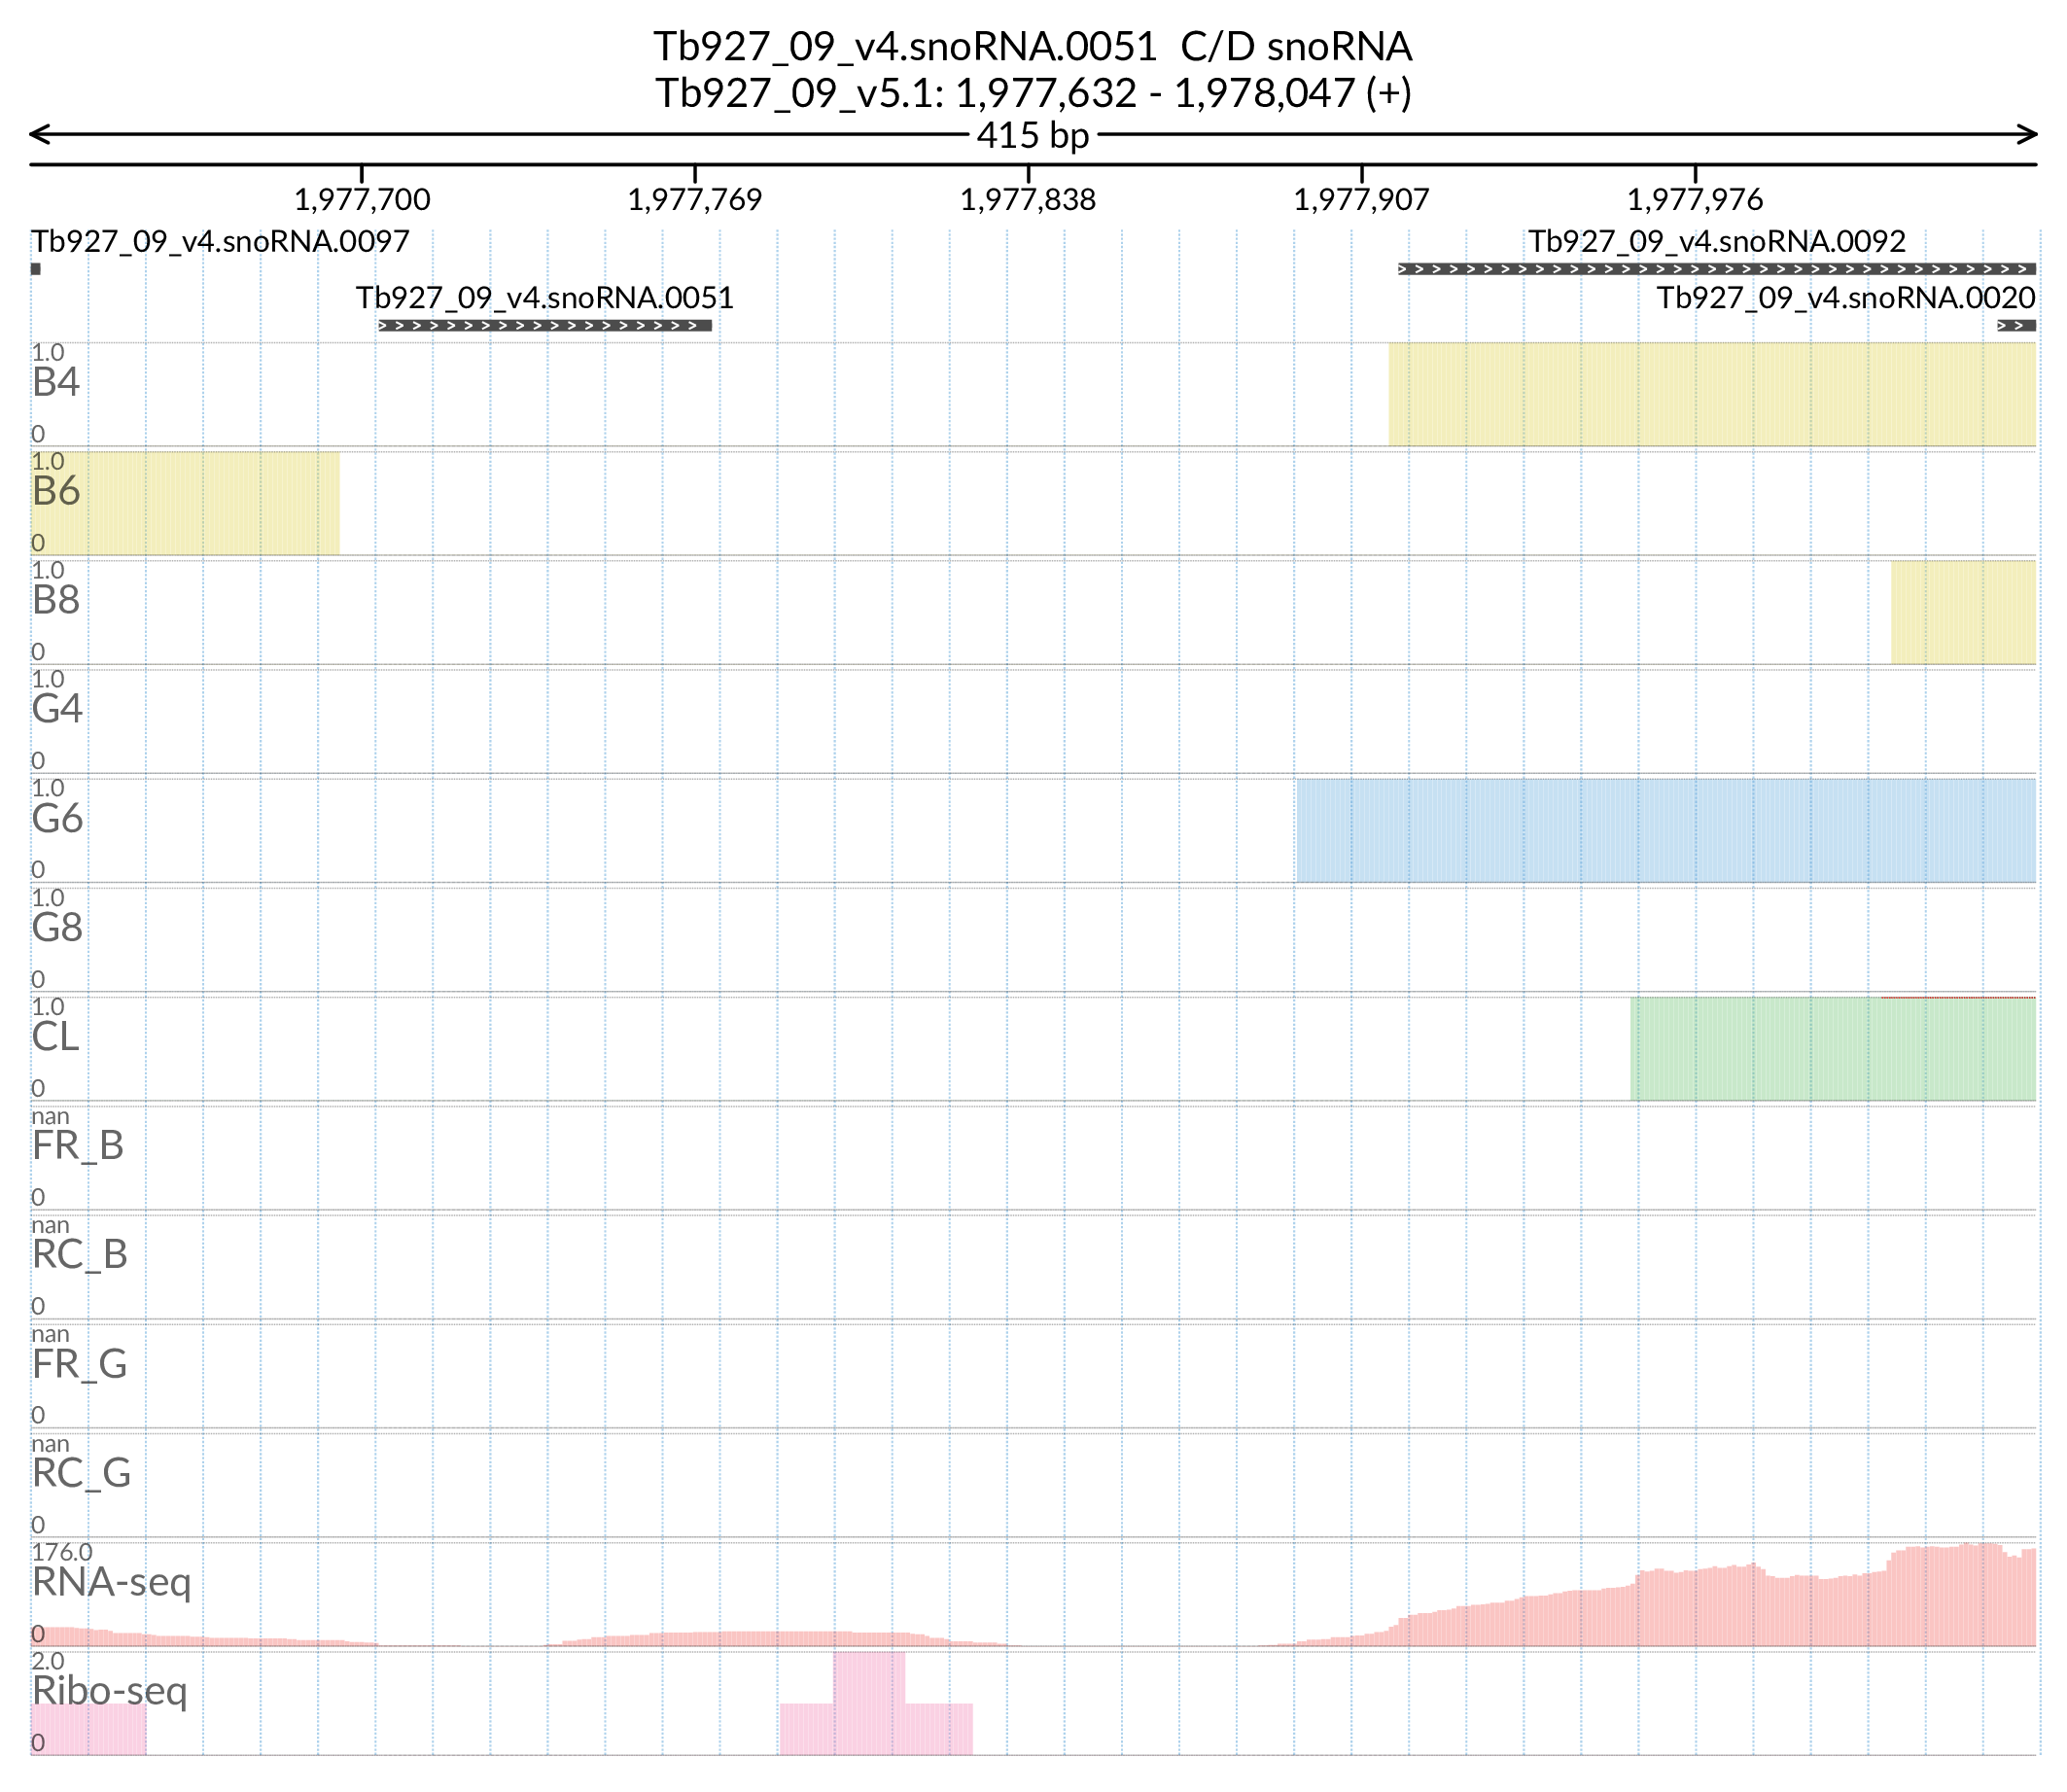 Tb927_09_v4.snoRNA.0051 C/D snoRNA
Tb927_09_v5.1: 1,977,632 - 1,978,047 (+)
415 bp
1,977,700 1,977,769 1,977,838 1,977,907 1,977,976
Tb927_09_v4.snoRNA.0097 Tb927_09_v4.snoRNA.0092
Tb927_09_v4.snoRNA.0051 Tb927_09_v4.snoRNA.0020
1.0
B4
0
1.0
B6
0
1.0
B8
0
1.0
G4
0
1.0
G6
0
1.0
G8
0
1.0
CL
0
nan
FR_B
0
nan
RC_B
0
nan
FR_G
0
nan
RC_G
0
176.0
RNA-seq
0
2.0
Ribo-seq
0